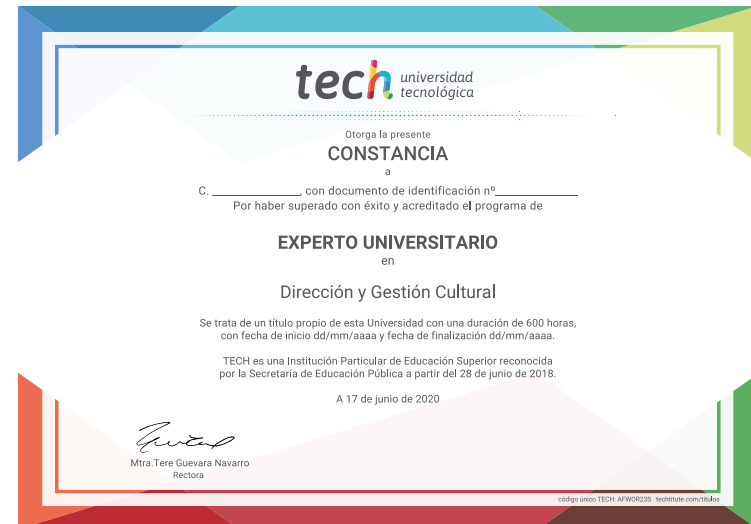 tech universidad
tecnológica
Otorga la presente
CONSTANCIA
a
C. ______________, con documento de identificación nº______________
Por haber superado con éxito y acreditado el programa de
EXPERTO UNIVERSITARIO
en
Dirección y Gestión Cultural
Se trata de un título propio de esta Universidad con una duración de 600 horas,
con fecha de inicio dd/mm/aaaa y fecha de finalización dd/mm/aaaa.
TECH es una Institución Particular de Educación Superior reconocida
por la Secretaría de Educación Pública a partir del 28 de junio de 2018.
A 17 de junio de 2020
Mtra.Tere Guevara Navarro
Rectora
código único TECH: AFWOR23S techtitute.com/titulos